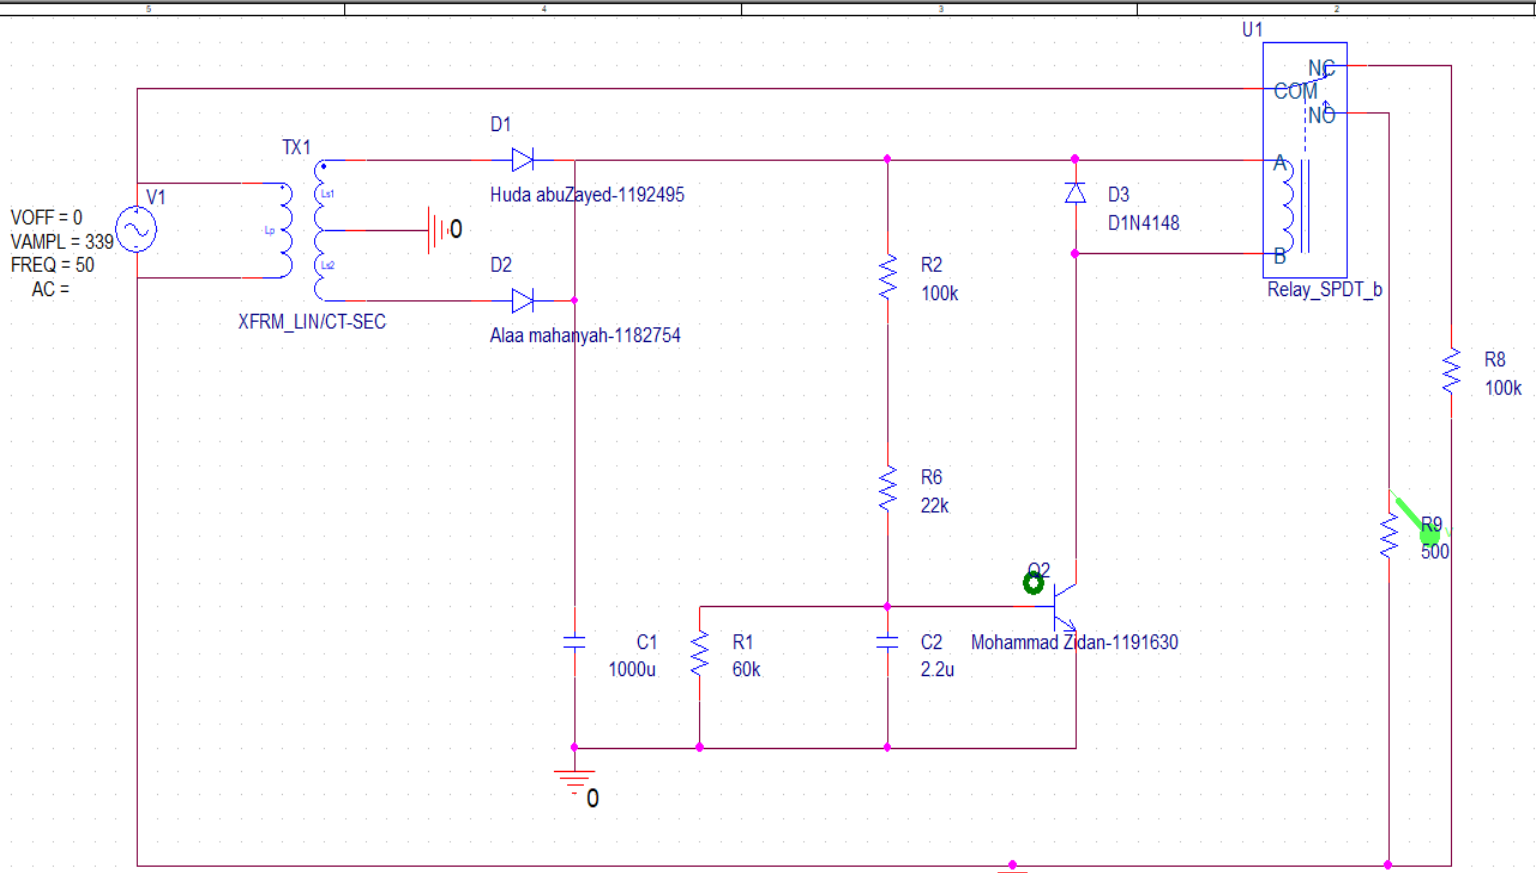 5
4
3
2
U1
NC
COM
NO
D1
TX1
A
V1
Ls1
Huda abuZayed-1192495
D3
VOFF = 0
D1N4148
VAMPL = 339
Lp
0
FREQ = 50
Ls2
D2
R2
B
AC =
100k
Relay_SPDT_b
XFRM_LIN/CT-SEC
Alaa mahanyah-1182754
R8
100k
R6
22k
R9
500
Q2
C1
R1
C2
Mohammad Zidan-1191630
1000u
60k
2.2u
0